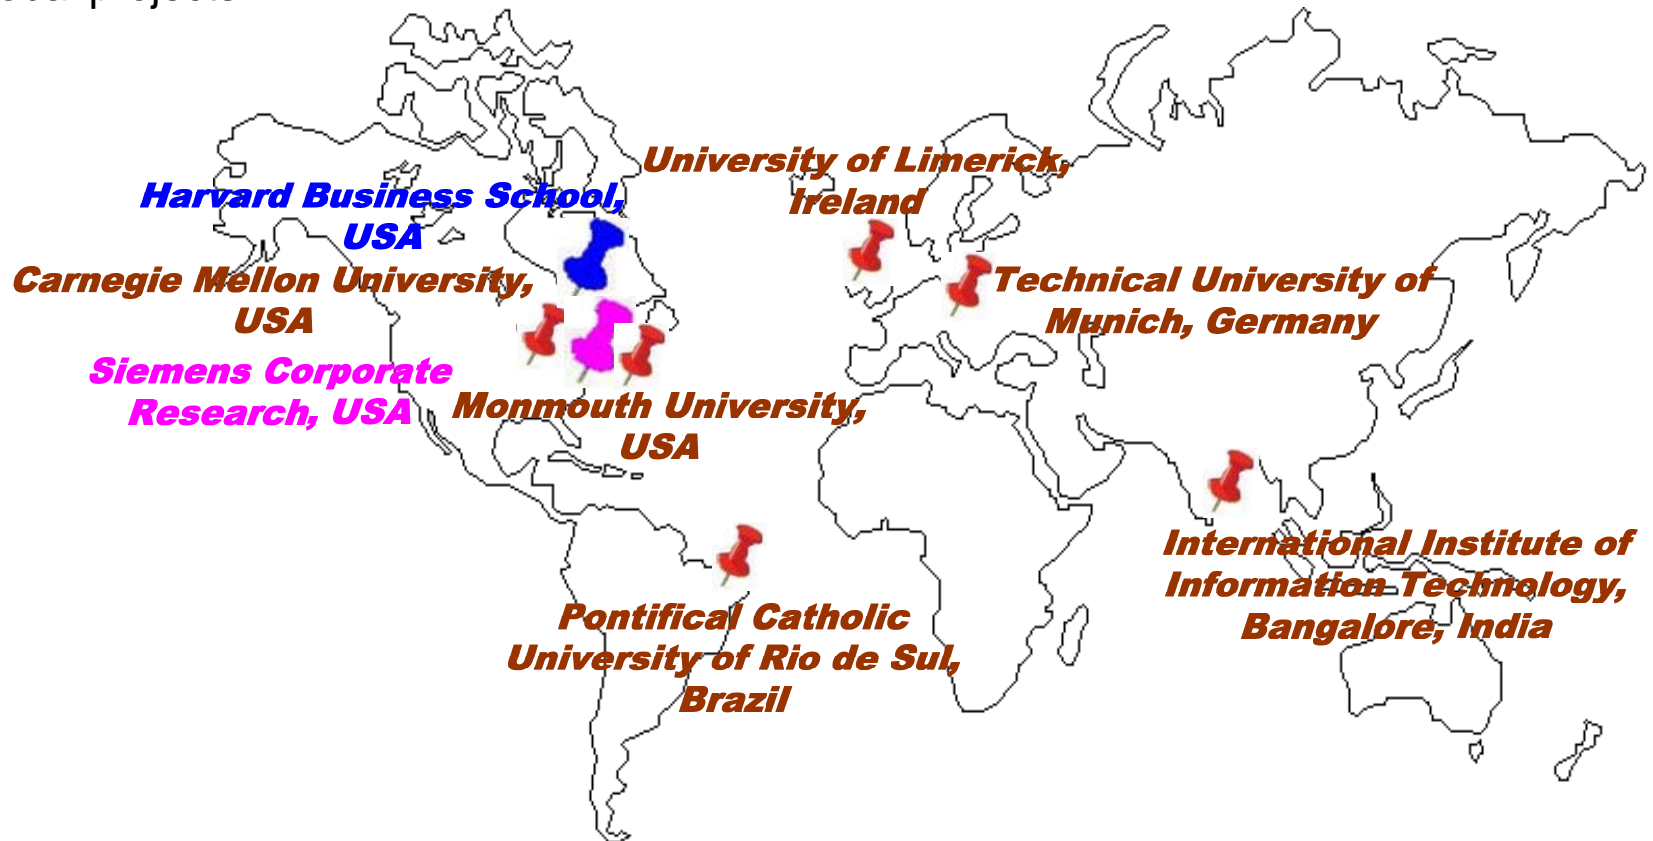 projects
University of Limerick,
Ireland
Harvard Business School,
USA
Carnegie Mellon University,
USA
Technical University of
Munich, Germany
Siemens Corporate
Research, USA
Monmouth University,
USA
International Institute of
Information Technology,
Bangalore, India
Pontifical Catholic
University of Rio de Sul,
Brazil